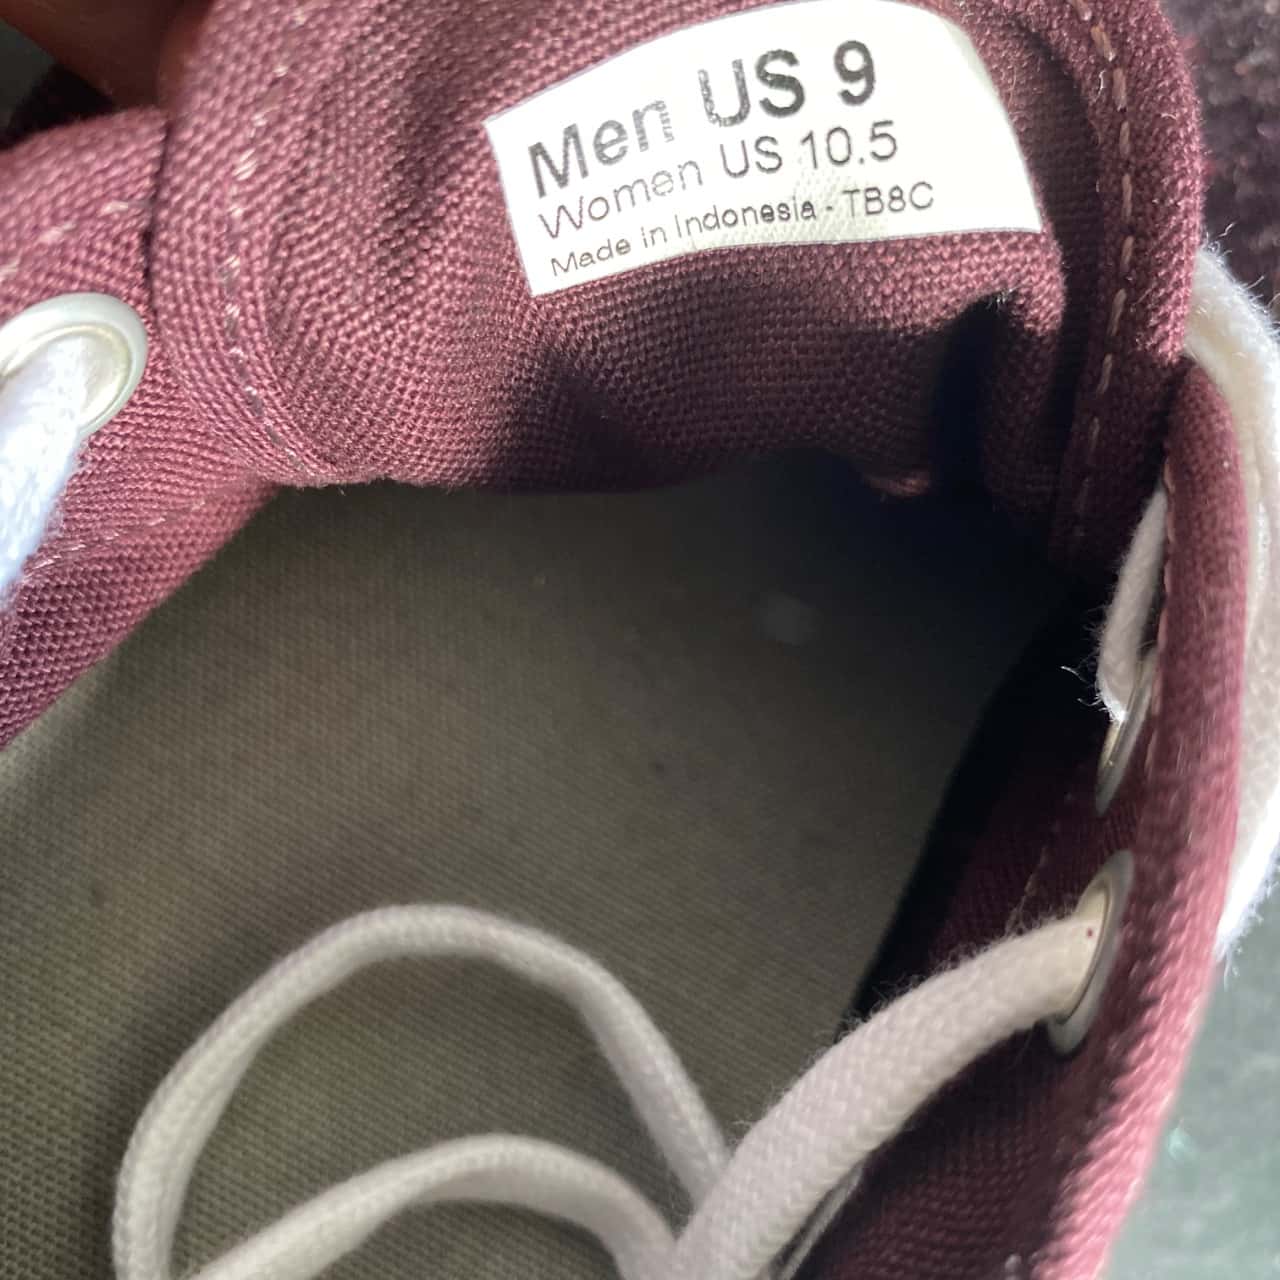 Men US 9
Women US 10.5
Made in Indonesia - TB8C